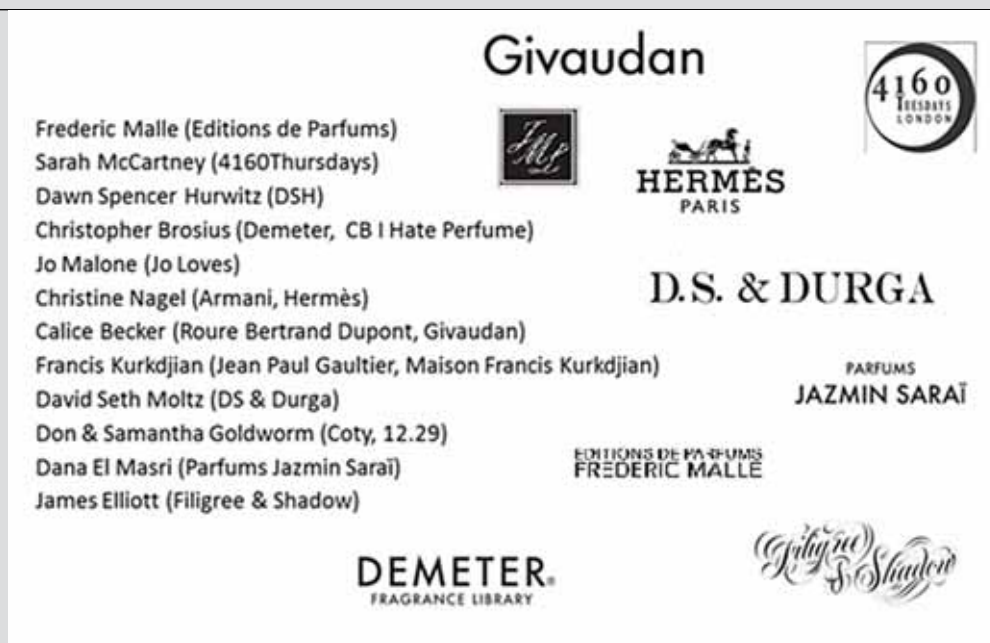 Givaudan
4160
TUESDAYS
LONDON
Frederic Malle (Editions de Parfums)
Sarah McCartney (4160Thursdays)
Dawn Spencer Hurwitz (DSH)
Christopher Brosius (Demeter, CB I Hate Perfume)
Jo Malone (Jo Loves)
Christine Nagel (Armani, Hermès)
Calice Becker (Roure Bertrand Dupont, Givaudan)
Francis Kurkdjian (Jean Paul Gaultier, Maison Francis Kurkdjian)
David Seth Moltz (DS & Durga)
Don & Samantha Goldworm (Coty, 12.29)
Dana El Masri (Parfums Jazmin Saraï)
James Elliott (Filigree & Shadow)
HERMÈS
PARIS
D.S. & DURGA
PARFUMS
JAZMIN SARAÏ
EDITIONS DE PARFUMS
FREDERIC MALLE
Filigree
& Shadow
DEMETER®
FRAGRANCE LIBRARY